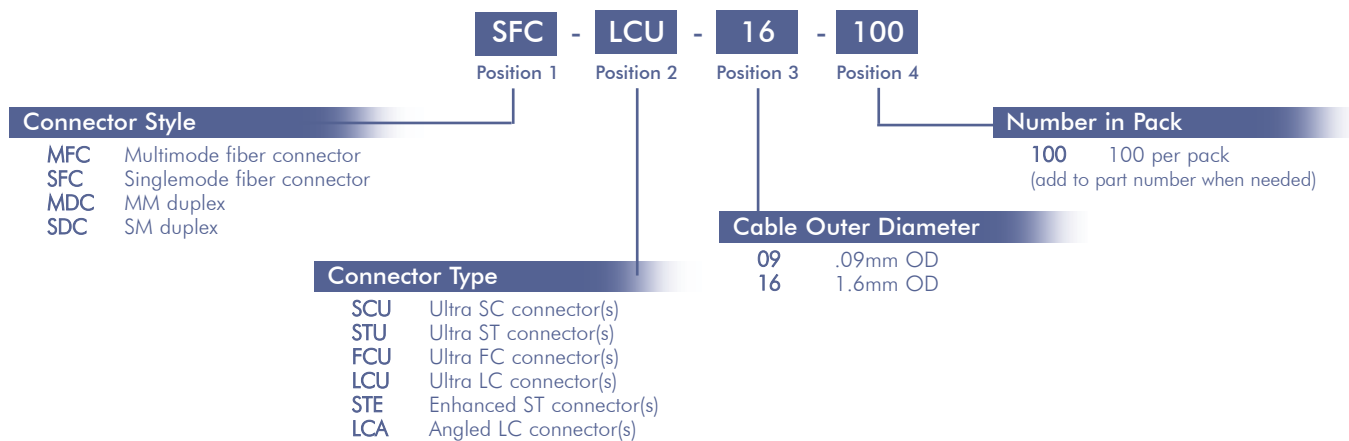 SFC - LCU - 16 - 100
Position 1 Position 2 Position 3 Position 4
Connector Style
MFC Multimode fiber connector
SFC Singlemode fiber connector
MDC MM duplex
SDC SM duplex
Number in Pack
100 100 per pack
(add to part number when needed)
Cable Outer Diameter
09 .09mm OD
16 1.6mm OD
Connector Type
SCU Ultra SC connector(s)
STU Ultra ST connector(s)
FCU Ultra FC connector(s)
LCU Ultra LC connector(s)
STE Enhanced ST connector(s)
LCA Angled LC connector(s)